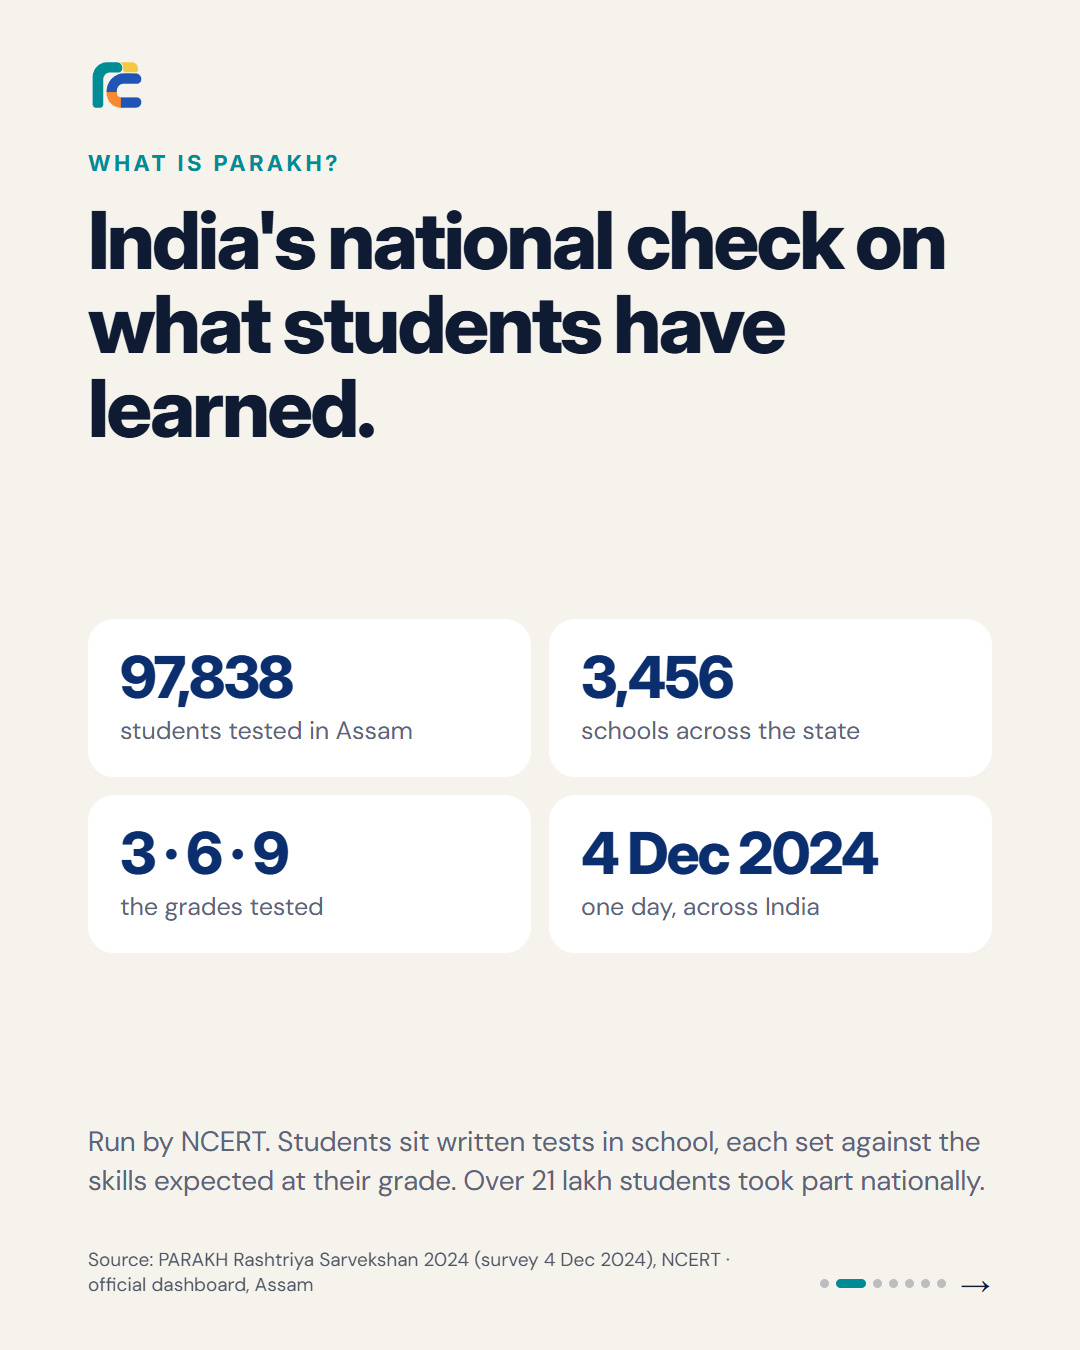 WHAT IS PARAKH?
India's national check on
what students have
learned.
97,838
students tested in Assam
3,456
schools across the state
3 · 6 · 9
the grades tested
4 Dec 2024
one day, across India
Run by NCERT. Students sit written tests in school, each set against the
skills expected at their grade. Over 21 lakh students took part nationally.
Source: PARAKH Rashtriya Sarvekshan 2024 (survey 4 Dec 2024), NCERT ·
official dashboard, Assam
→